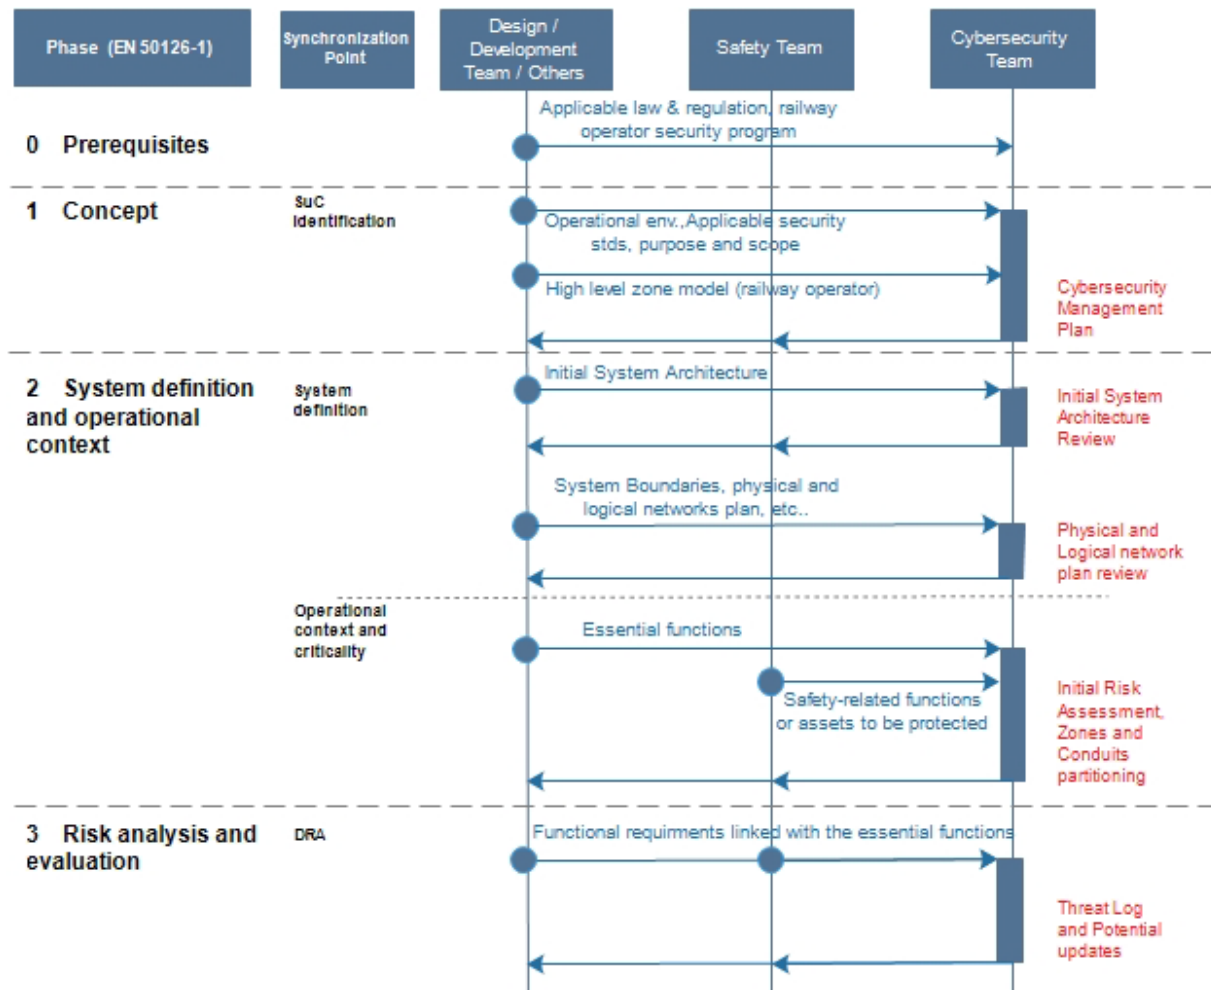 Phase (EN 50126-1)
Synchronization
Point
Design /
Development
Team / Others
Safety Team
Cybersecurity
Team
0 Prerequisites
Applicable law & regulation, railway
operator security program
1 Concept
SuC
identification
Operational env.,Applicable security
stds, purpose and scope
High level zone model (railway operator)
Cybersecurity
Management
Plan
2 System definition
and operational
context
System
definition
Initial System Architecture
Initial System
Architecture
Review
System Boundaries, physical and
logical networks plan, etc..
Physical and
Logical network
plan review
Operational
context and
criticality
Essential functions
Safety-related functions
or assets to be protected
Initial Risk
Assessment,
Zones and
Conduits
partitioning
3 Risk analysis and
evaluation
DRA
Functional requirments linked with the essential functions
Threat Log
and Potential
updates